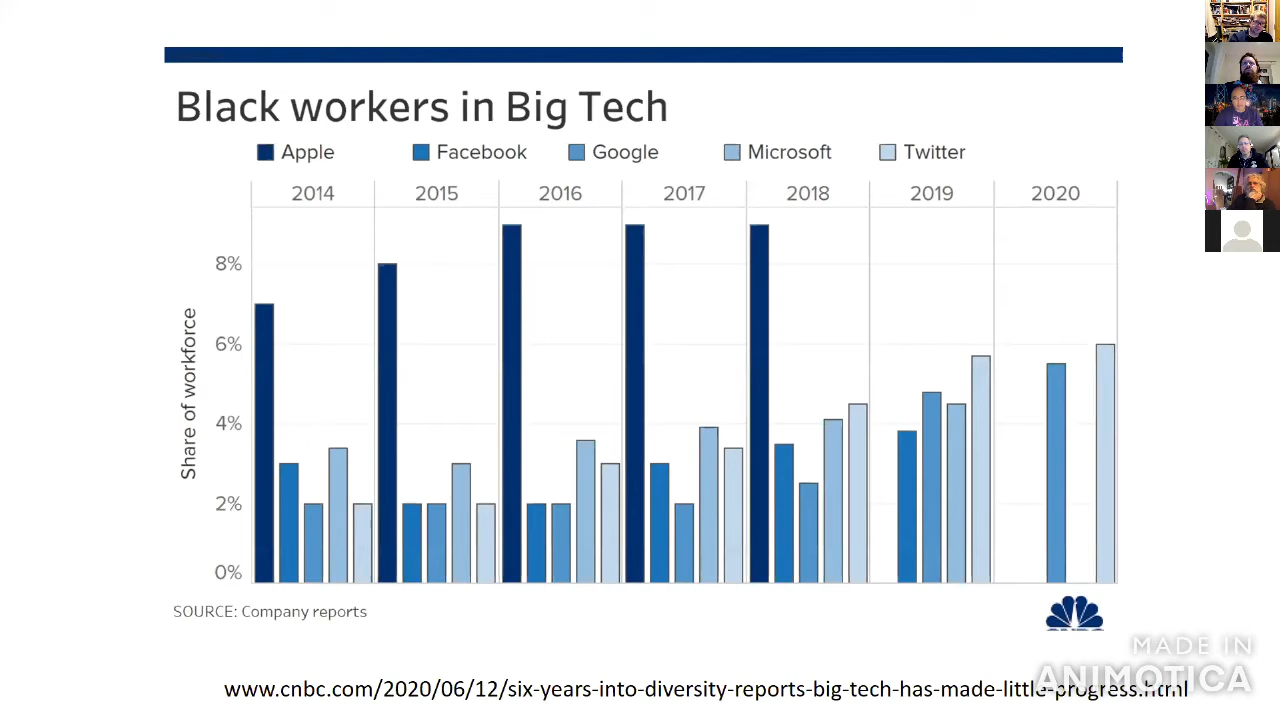 Black workers in Big Tech
Apple Facebook Google Microsoft Twitter
2014 2015 2016 2017 2018 2019 2020
8%
6%
4%
2%
0%
Share of workforce
SOURCE: Company reports
MADE IN
ANIMOTICA
www.cnbc.com/2020/06/12/six-years-into-diversity-reports-big-tech-has-made-little-progress.html